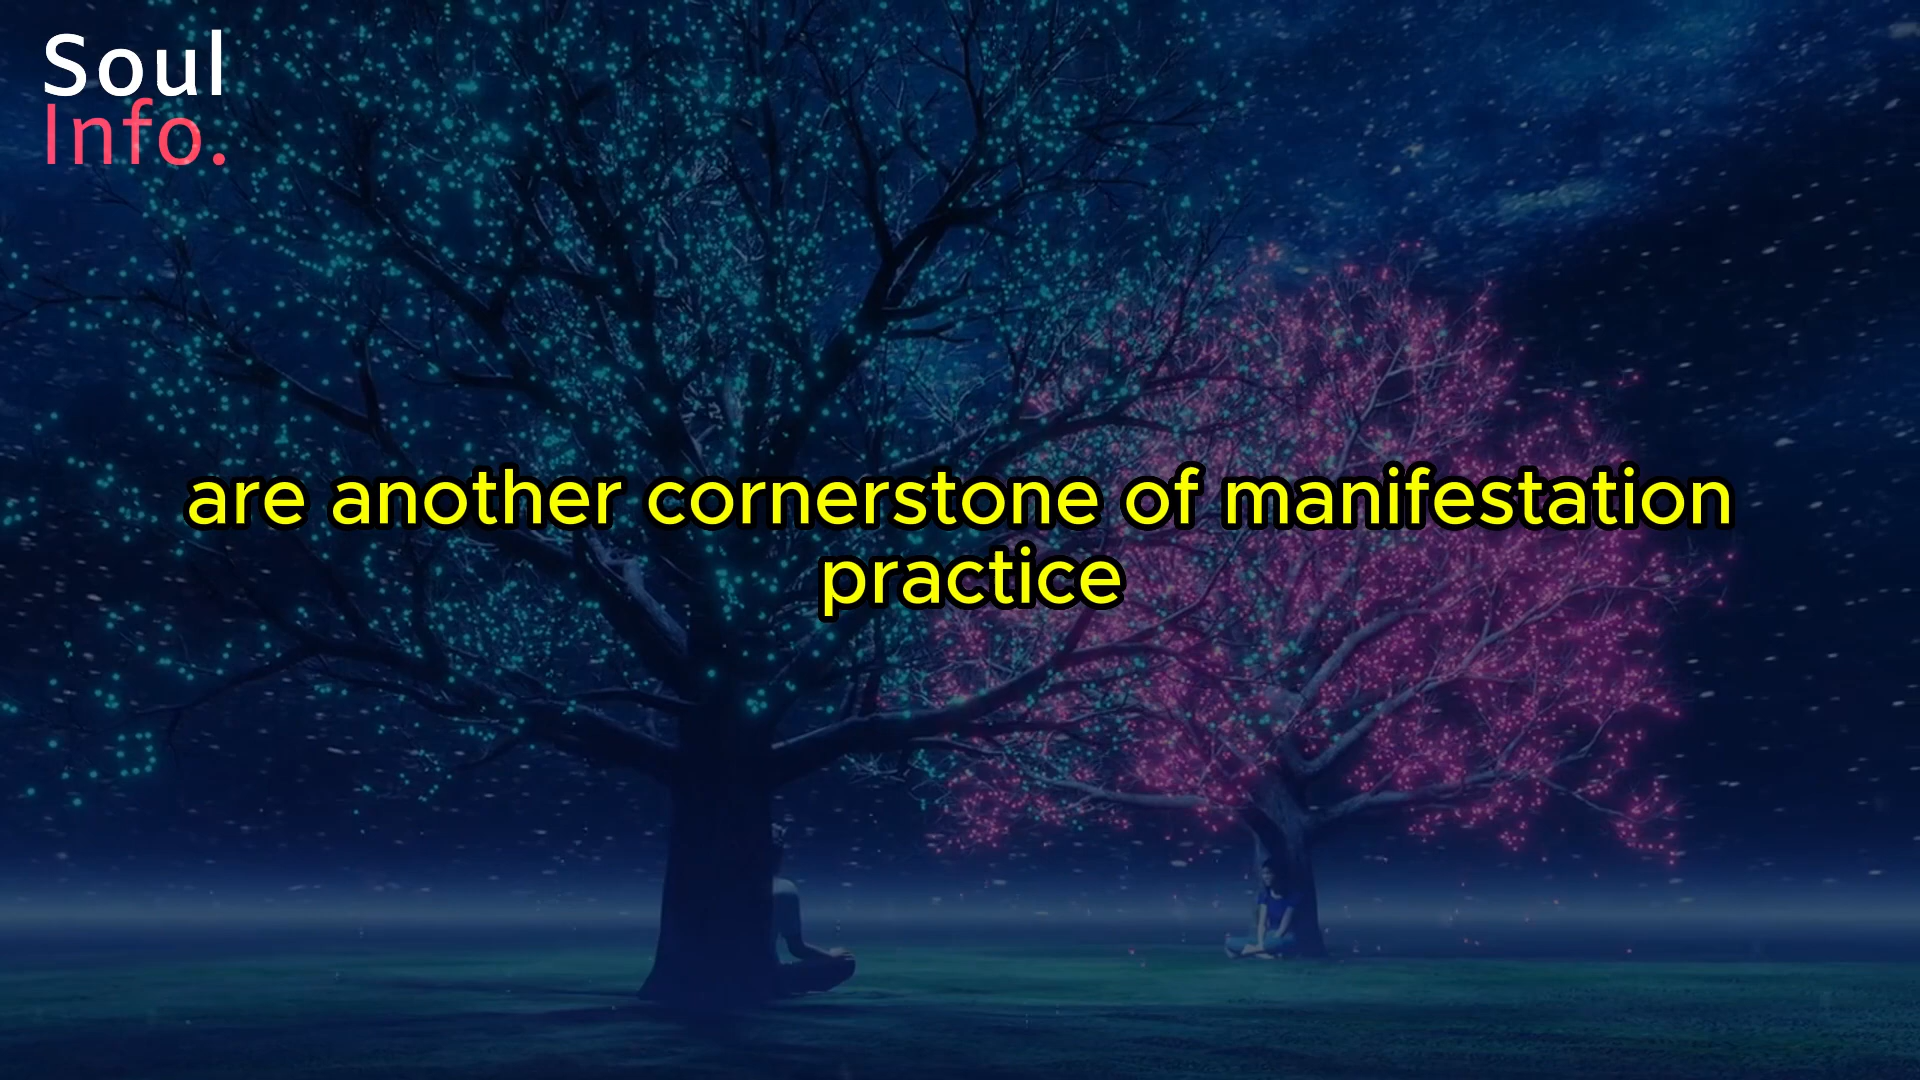 Soul
Info.
are another cornerstone of manifestation
practice